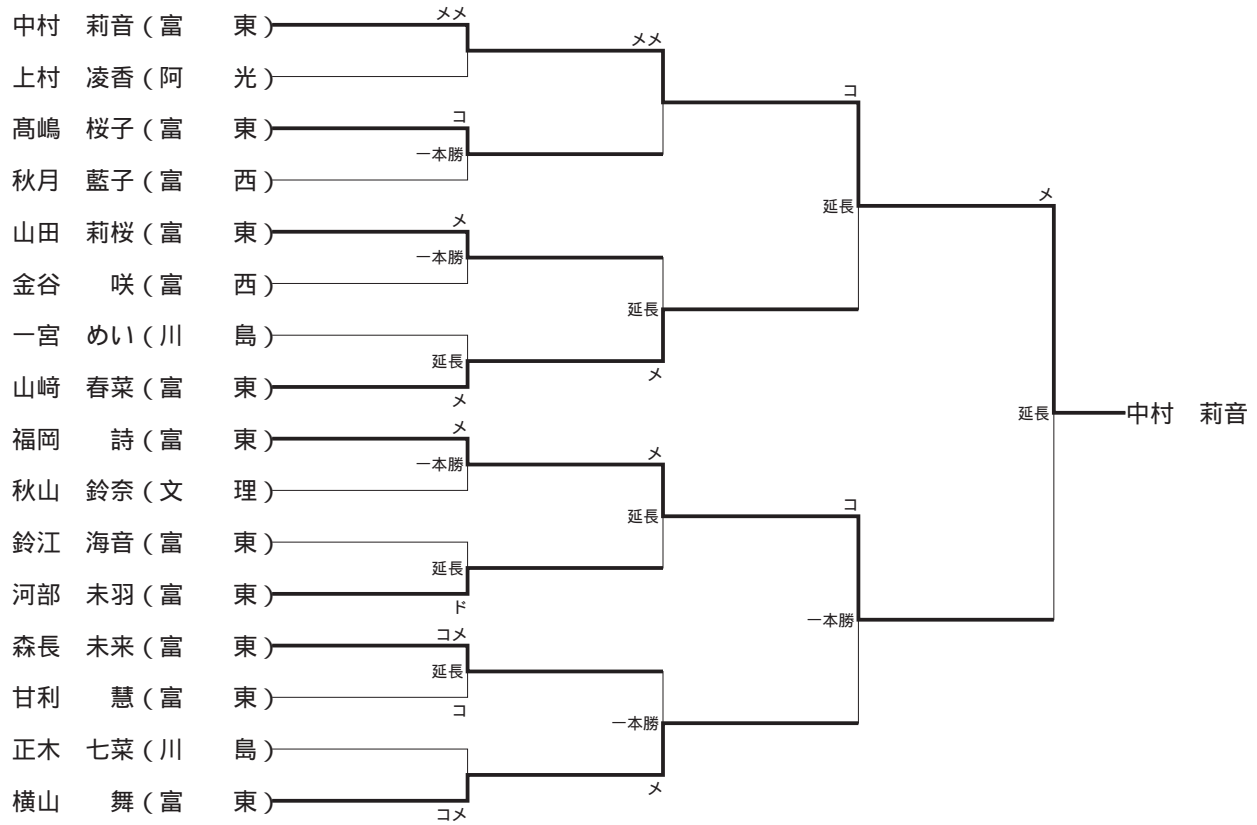 中村　莉音（富　　東）
上村　凌香（阿　　光）
髙嶋　桜子（富　　東）
秋月　藍子（富　　西）
山田　莉桜（富　　東）
金谷　　咲（富　　西）
一宮　めい（川　　島）
山﨑　春菜（富　　東）
福岡　　詩（富　　東）
秋山　鈴奈（文　　理）
鈴江　海音（富　　東）
河部　未羽（富　　東）
森長　未来（富　　東）
甘利　　慧（富　　東）
正木　七菜（川　　島）
横山　　舞（富　　東）
メメ
コ
一本勝
メ
一本勝
延長
メ
メ
一本勝
延長
ド
コメ
延長
コ
コメ
メメ
延長
メ
メ
延長
一本勝
メ
コ
延長
コ
一本勝
メ
延長
中村　莉音